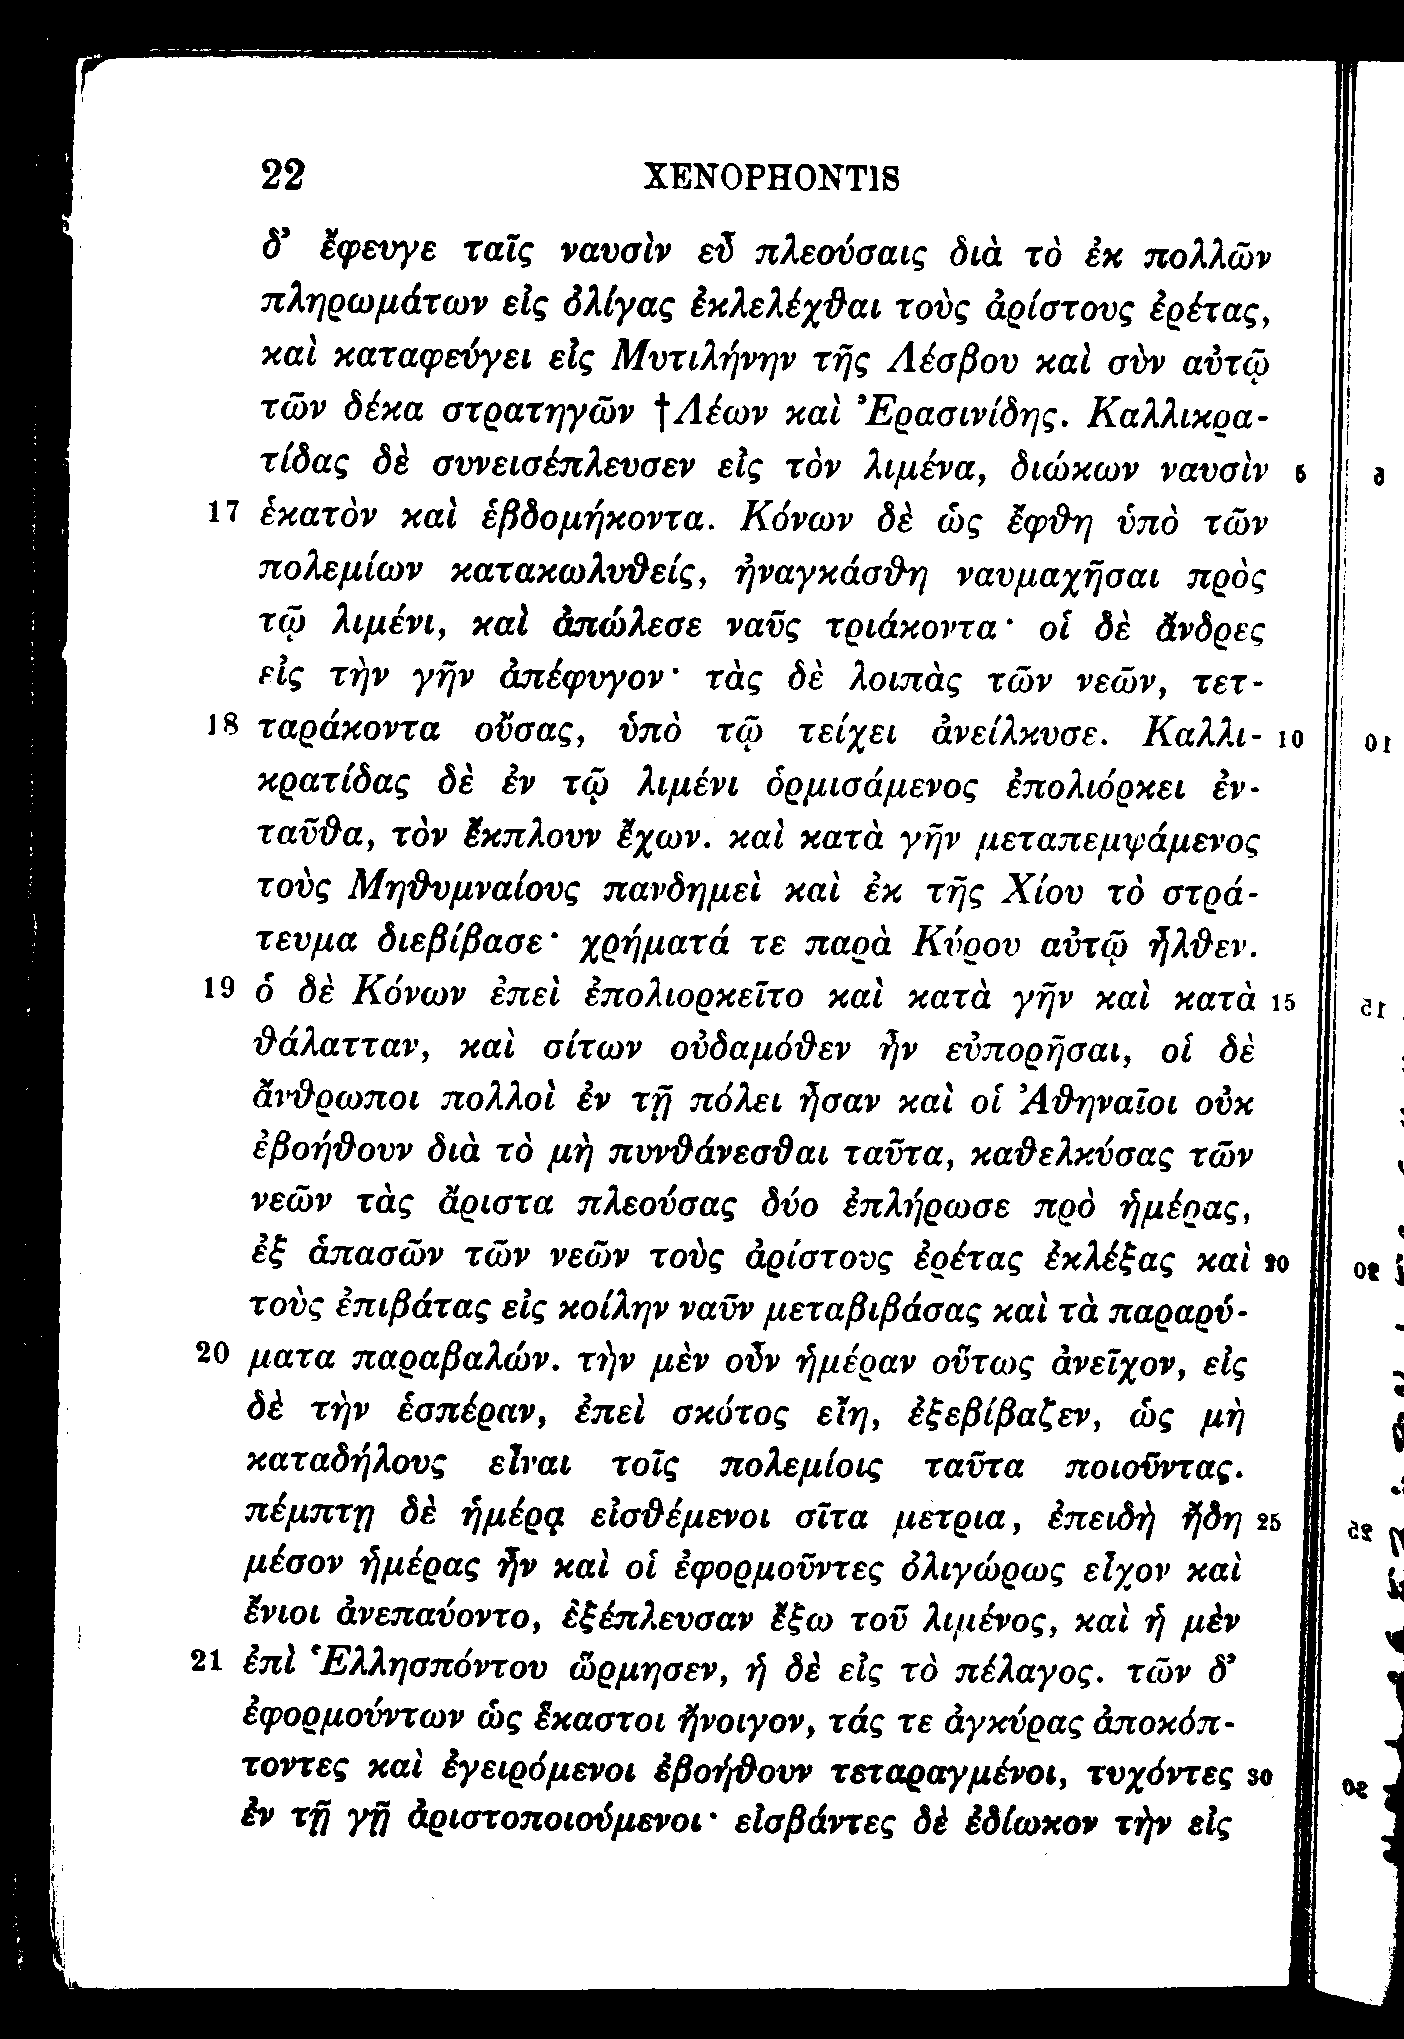 22 XENOPHONTIS
δ’ ἔφευγε ταῖς ναυσὶν εὖ πλεούσαις διὰ τὸ ἐκ πολλῶν
πληρωμάτων εἰς ὀλίγας ἐκλελέχθαι τοὺς ἀρίστους ἐρέτας,
καὶ καταφεύγει εἰς Μυτιλήνην τῆς Λέσβου καὶ σὺν αὐτῷ
τῶν δέκα στρατηγῶν †Λέων καὶ Ἐρασινίδης. Καλλικρα-
τίδας δὲ συνεισέπλευσεν εἰς τὸν λιμένα, διώκων ναυσὶν 5
17 ἑκατὸν καὶ ἑβδομήκοντα. Κόνων δὲ ὡς ἔφθη ὑπὸ τῶν
πολεμίων κατακωλυθείς, ἠναγκάσθη ναυμαχῆσαι πρὸς
τῷ λιμένι, καὶ ἀπώλεσε ναῦς τριάκοντα· οἱ δὲ ἄνδρες
εἰς τὴν γῆν ἀπέφυγον· τὰς δὲ λοιπὰς τῶν νεῶν, τετ-
18 ταράκοντα οὔσας, ὑπὸ τῷ τείχει ἀνείλκυσε. Καλλι- 10
κρατίδας δὲ ἐν τῷ λιμένι ὁρμισάμενος ἐπολιόρκει ἐν-
ταῦθα, τὸν ἔκπλουν ἔχων. καὶ κατὰ γῆν μεταπεμψάμενος
τοὺς Μηθυμναίους πανδημεὶ καὶ ἐκ τῆς Χίου τὸ στρά-
τευμα διεβίβασε· χρήματά τε παρὰ Κύρου αὐτῷ ἦλθεν.
19 ὁ δὲ Κόνων ἐπεὶ ἐπολιορκεῖτο καὶ κατὰ γῆν καὶ κατὰ 15
θάλατταν, καὶ σίτων οὐδαμόθεν ἦν εὐπορῆσαι, οἱ δὲ
ἄνθρωποι πολλοὶ ἐν τῇ πόλει ἦσαν καὶ οἱ Ἀθηναῖοι οὐκ
ἐβοήθουν διὰ τὸ μὴ πυνθάνεσθαι ταῦτα, καθελκύσας τῶν
νεῶν τὰς ἄριστα πλεούσας δύο ἐπλήρωσε πρὸ ἡμέρας,
ἐξ ἁπασῶν τῶν νεῶν τοὺς ἀρίστους ἐρέτας ἐκλέξας καὶ 20
τοὺς ἐπιβάτας εἰς κοίλην ναῦν μεταβιβάσας καὶ τὰ παραρύ-
20 ματα παραβαλών. τὴν μὲν οὖν ἡμέραν οὕτως ἀνεῖχον, εἰς
δὲ τὴν ἑσπέραν, ἐπεὶ σκότος εἴη, ἐξεβίβαζεν, ὡς μὴ
καταδήλους εἶναι τοῖς πολεμίοις ταῦτα ποιοῦντας.
πέμπτῃ δὲ ἡμέρᾳ εἰσθέμενοι σῖτα μετρια, ἐπειδὴ ἤδη 25
μέσον ἡμέρας ἦν καὶ οἱ ἐφορμοῦντες ὀλιγώρως εἶχον καὶ
ἔνιοι ἀνεπαύοντο, ἐξέπλευσαν ἔξω τοῦ λιμένος, καὶ ἡ μὲν
21 ἐπὶ Ἑλλησπόντου ὥρμησεν, ἡ δὲ εἰς τὸ πέλαγος. τῶν δ’
ἐφορμούντων ὡς ἕκαστοι ἤνοιγον, τάς τε ἀγκύρας ἀποκόπ-
τοντες καὶ ἐγειρόμενοι ἐβοήθουν τεταραγμένοι, τυχόντες 30
ἐν τῇ γῇ ἀριστοποιούμενοι· εἰσβάντες δὲ ἐδίωκον τὴν εἰς